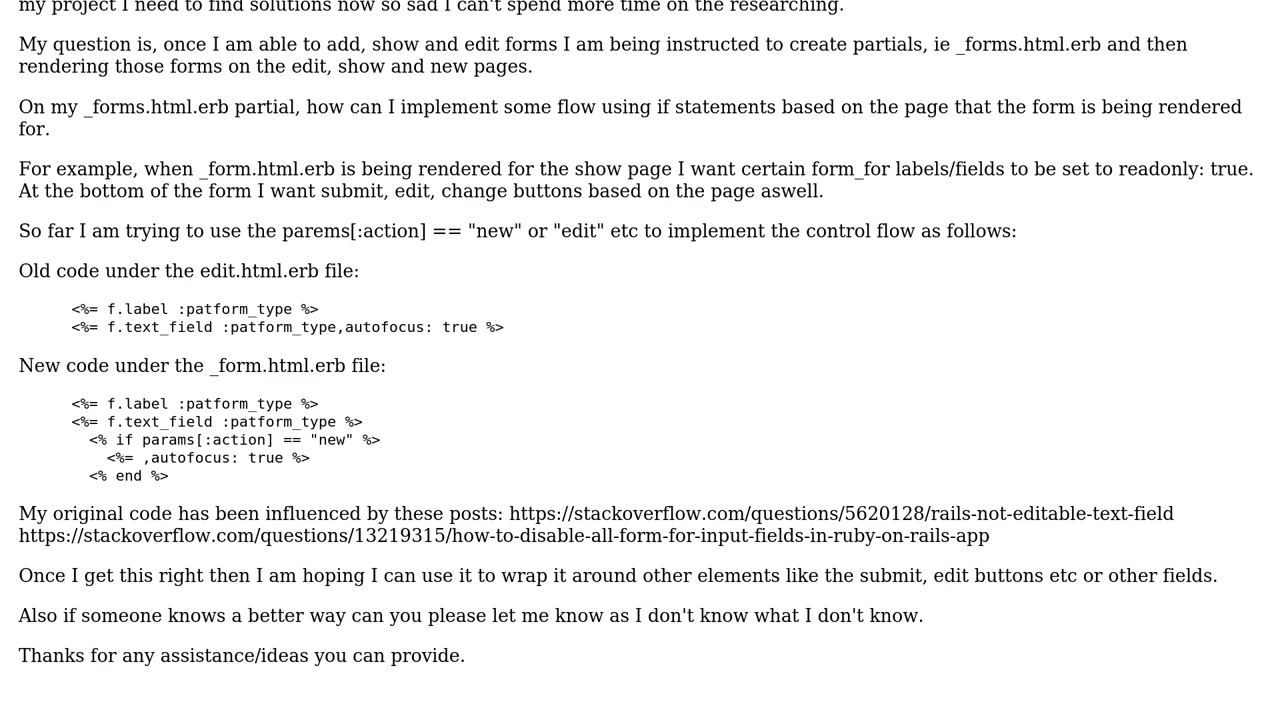 my project I need to find solutions now so sad I can't spend more time on the researching.
My question is, once I am able to add, show and edit forms I am being instructed to create partials, ie _forms.html.erb and then
rendering those forms on the edit, show and new pages.
On my _forms.html.erb partial, how can I implement some flow using if statements based on the page that the form is being rendered
for.
For example, when _form.html.erb is being rendered for the show page I want certain form_for labels/fields to be set to readonly: true.
At the bottom of the form I want submit, edit, change buttons based on the page aswell.
So far I am trying to use the parems[:action] == "new" or "edit" etc to implement the control flow as follows:
Old code under the edit.html.erb file:
<%= f.label :patform_type %>
<%= f.text_field :patform_type,autofocus: true %>
New code under the _form.html.erb file:
<%= f.label :patform_type %>
<%= f.text_field :patform_type %>
<% if params[:action] == "new" %>
<%= ,autofocus: true %>
<% end %>
My original code has been influenced by these posts: https://stackoverflow.com/questions/5620128/rails-not-editable-text-field
https://stackoverflow.com/questions/13219315/how-to-disable-all-form-for-input-fields-in-ruby-on-rails-app
Once I get this right then I am hoping I can use it to wrap it around other elements like the submit, edit buttons etc or other fields.
Also if someone knows a better way can you please let me know as I don't know what I don't know.
Thanks for any assistance/ideas you can provide.